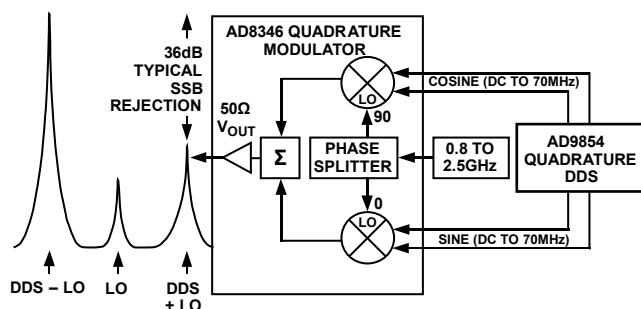 36dB
TYPICAL
SSB
REJECTION
DDS – LO
LO
DDS
+ LO
AD8346 QUADRATURE
MODULATOR
50Ω
VOUT
Σ
LO
90
PHASE
SPLITTER
0
LO
COSINE (DC TO 70MHz)
0.8 TO
2.5GHz
SINE (DC TO 70MHz)
AD9854
QUADRATURE
DDS